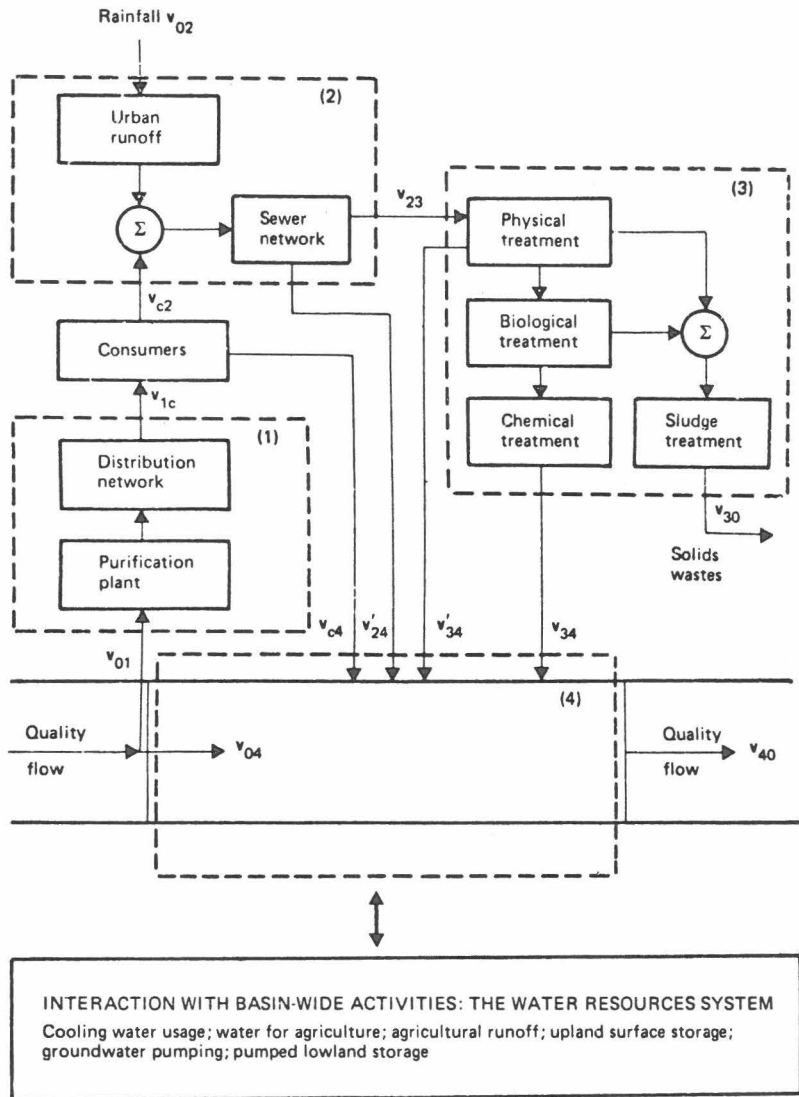 Rainfall v02
(2)
Urban
runoff
Σ
Sewer
network
v23
(3)
Physical
treatment
Biological
treatment
Σ
Chemical
treatment
Sludge
treatment
v30
Solids
wastes
vc2
Consumers
v1c
(1)
Distribution
network
Purification
plant
v01
vc4
v'24
v'34
v34
(4)
Quality
flow
v04
Quality
flow
v40
INTERACTION WITH BASIN-WIDE ACTIVITIES: THE WATER RESOURCES SYSTEM
Cooling water usage; water for agriculture; agricultural runoff; upland surface storage;
groundwater pumping; pumped lowland storage